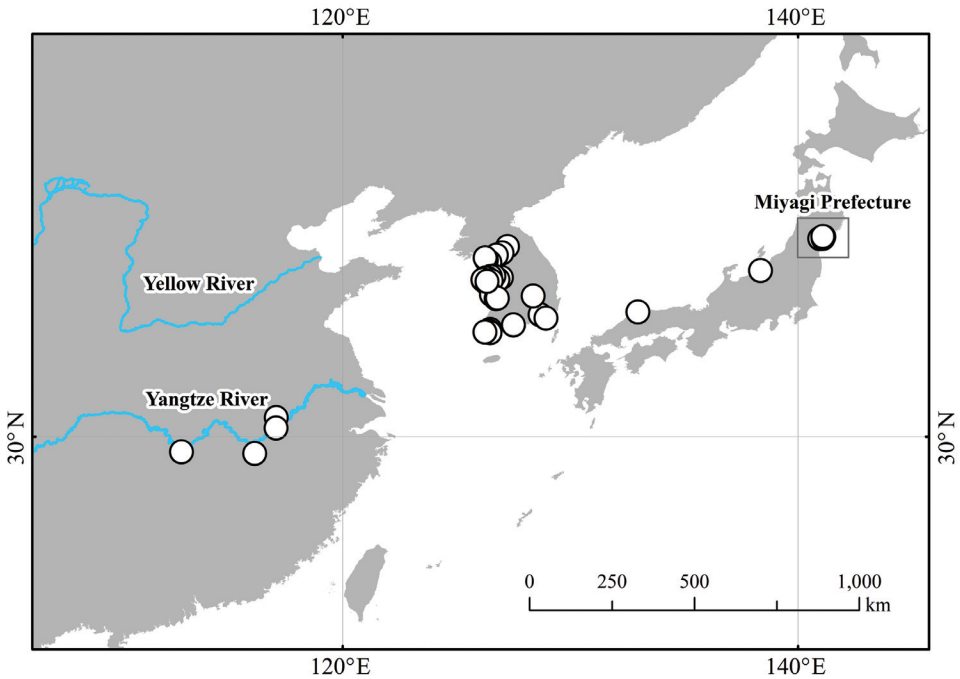 120°E
140°E
Miyagi Prefecture
Yellow River
Yangtze River
30°N
30°N
0 250 500 1,000
km
120°E
140°E